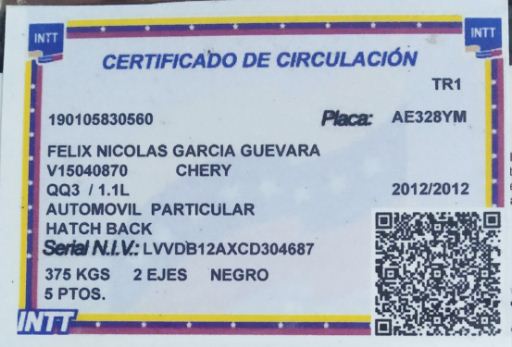 INTT
INTT
CERTIFICADO DE CIRCULACIÓN
TR1
190105830560 Placa: AE328YM
FELIX NICOLAS GARCIA GUEVARA
V15040870 CHERY
QQ3 / 1.1L 2012/2012
AUTOMOVIL PARTICULAR
HATCH BACK
Serial N.I.V.: LVVDB12AXCD304687
375 KGS 2 EJES NEGRO
5 PTOS.
INTT